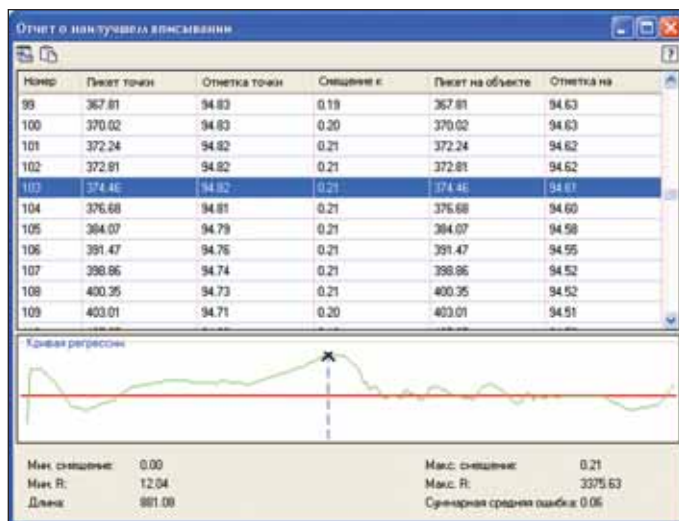 Отчет о наилучшем вписывании
Номер Пикет точки Отметка точки Смещение к Пикет на объекте Отметка на
99 367.81 94.83 0.19 367.81 94.63
100 370.02 94.83 0.20 370.02 94.63
101 372.24 94.82 0.21 372.24 94.62
102 372.81 94.82 0.21 372.81 94.62
103 374.46 94.82 0.21 374.46 94.61
104 376.68 94.81 0.21 376.68 94.60
105 384.07 94.79 0.21 384.07 94.58
106 391.47 94.76 0.21 391.47 94.55
107 398.86 94.74 0.21 398.86 94.52
108 400.35 94.73 0.21 400.35 94.52
109 403.01 94.71 0.20 403.01 94.51
Кривая регрессии
Мин. смещение: 0.00 Макс. смещение: 0.21
Мин. R: 12.04 Макс. R: 3375.63
Длина: 881.08 Суммарная средняя ошибка: 0.06